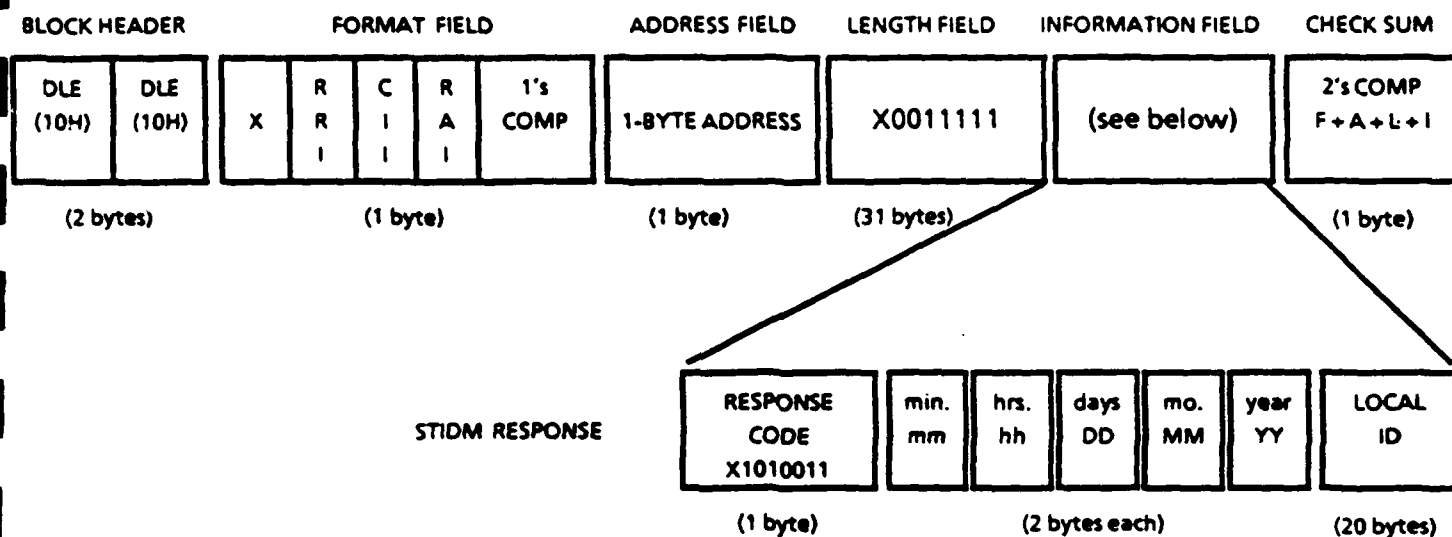 BLOCK HEADER FORMAT FIELD ADDRESS FIELD LENGTH FIELD INFORMATION FIELD CHECK SUM
DLE (10H)
DLE (10H)
X
R R I
C I I
R A I
1's COMP
1-BYTE ADDRESS
X0011111
(see below)
2's COMP
F + A + L + I
(2 bytes) (1 byte) (1 byte) (31 bytes) (1 byte)
STIDM RESPONSE
RESPONSE
CODE
X1010011
min.
mm
hrs.
hh
days
DD
mo.
MM
year
YY
LOCAL
ID
(1 byte) (2 bytes each) (20 bytes)